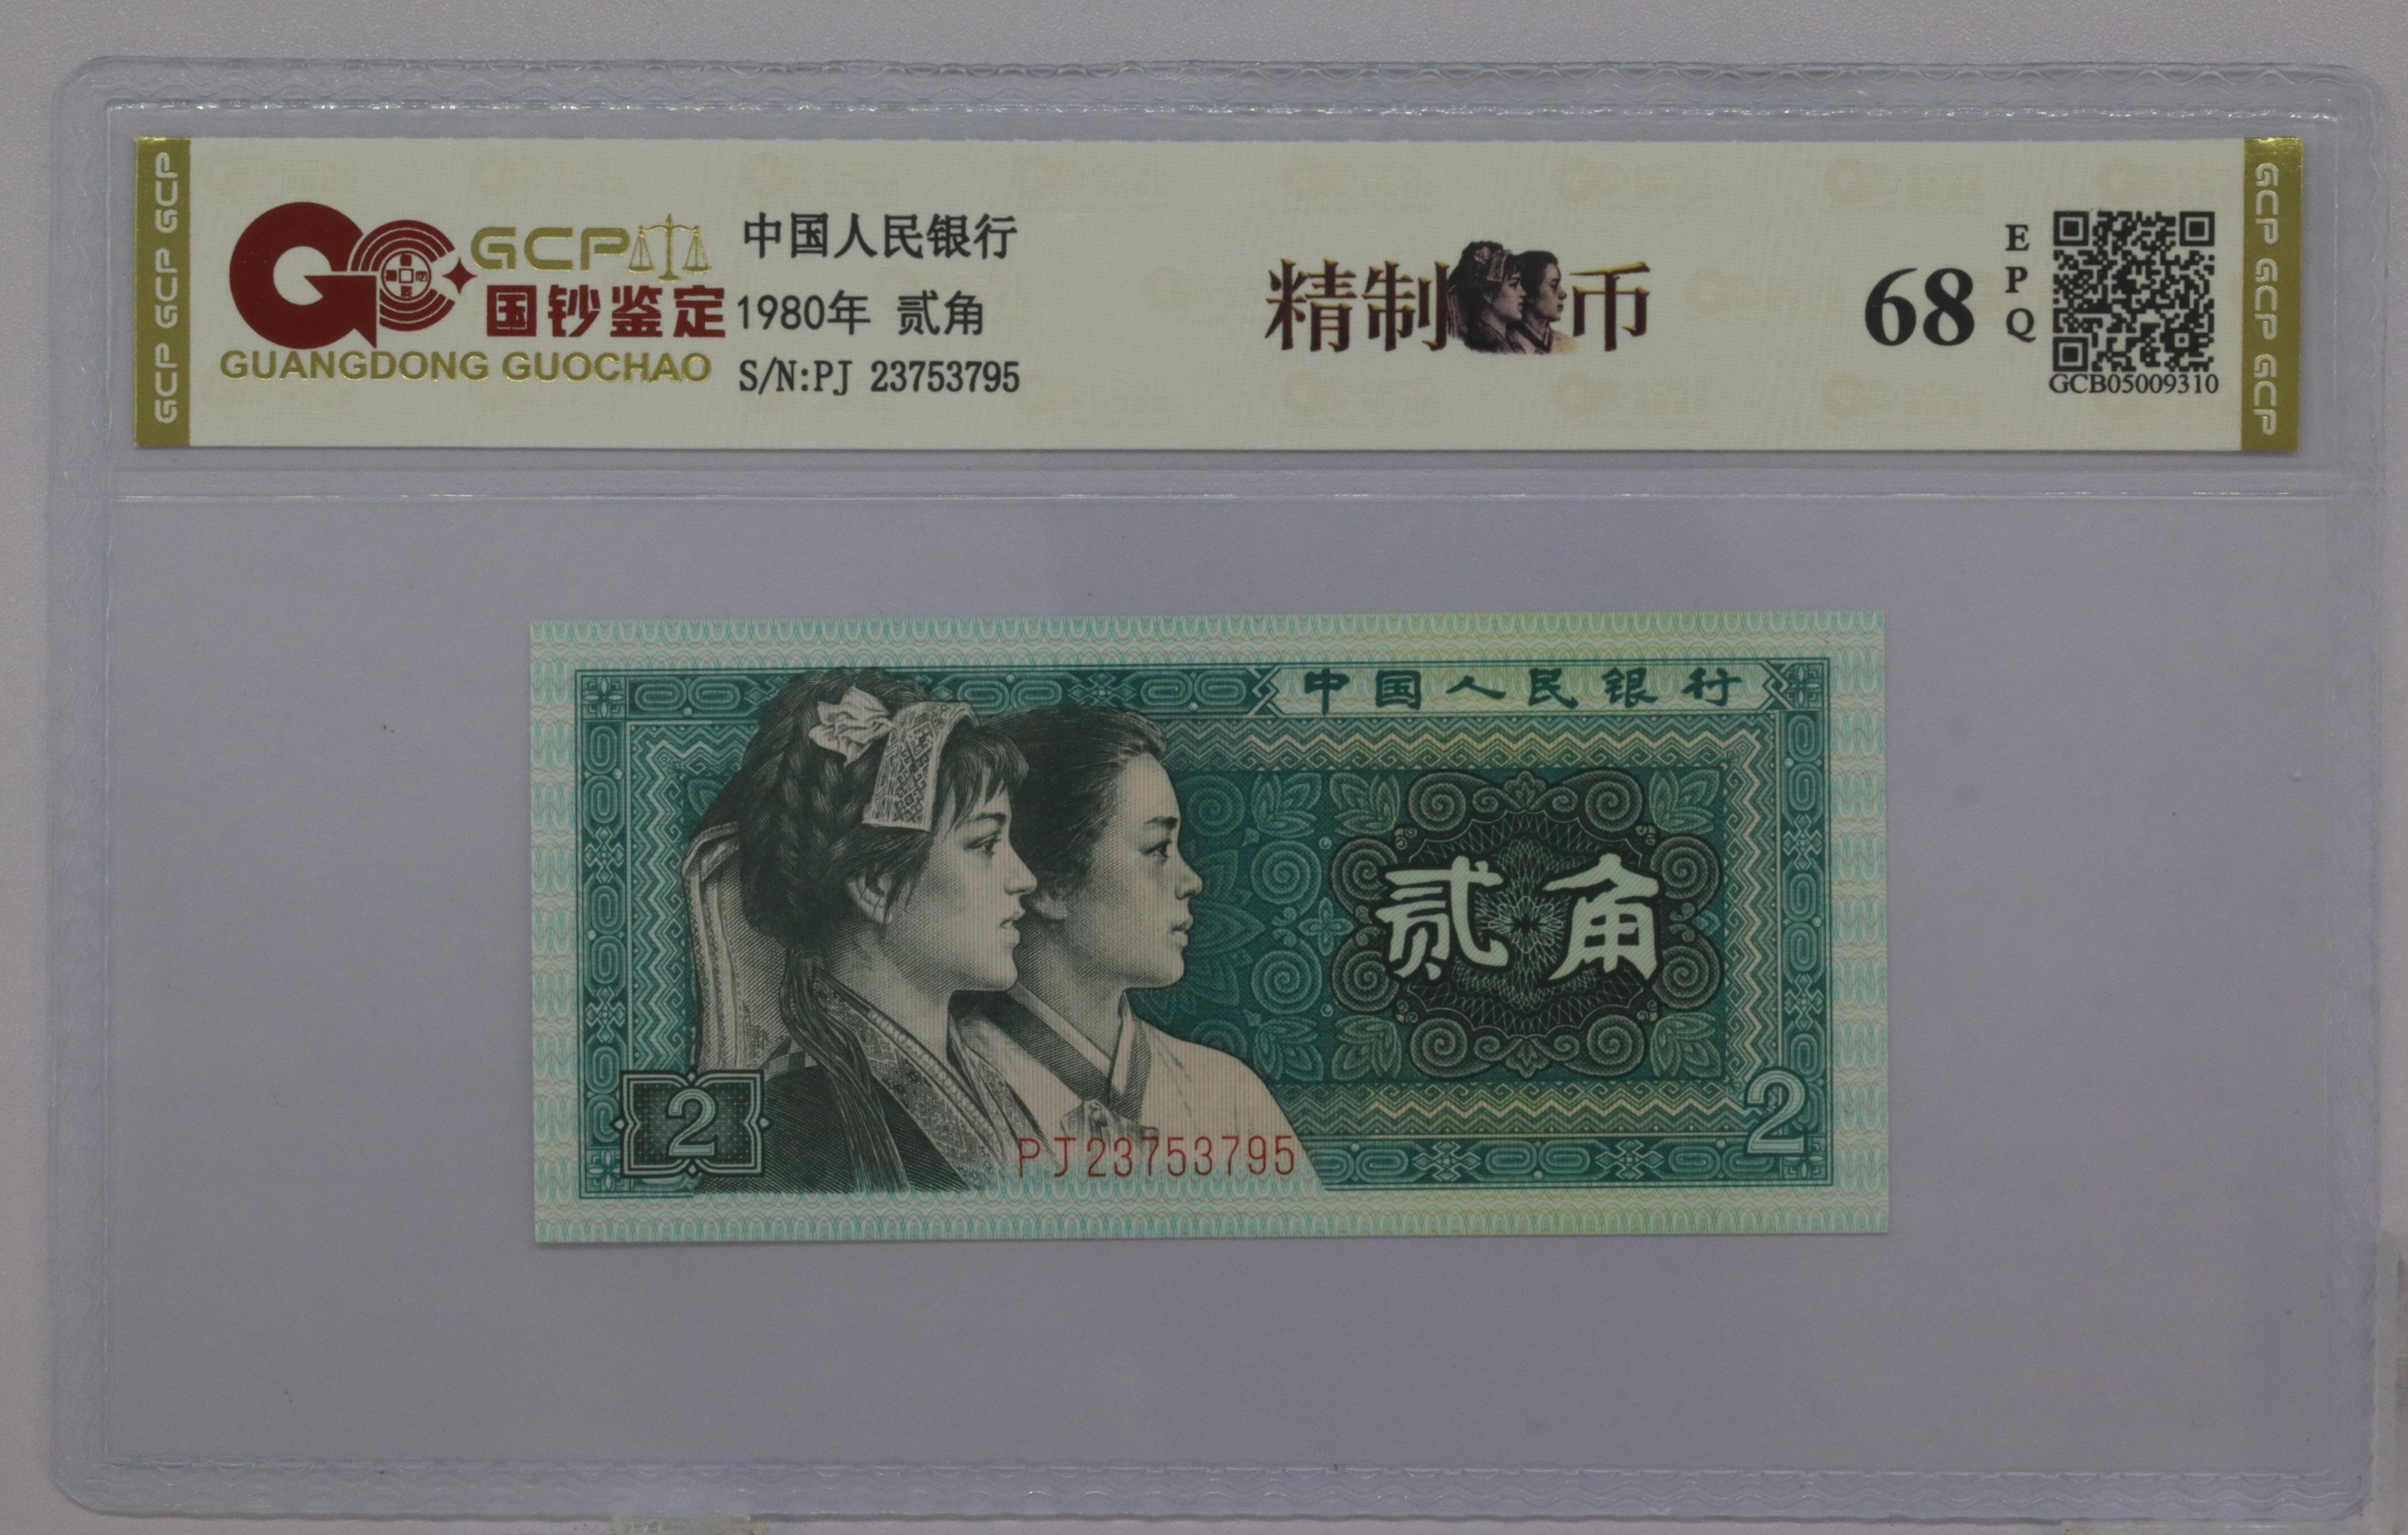 GCP GCP GCP
GCP
国钞鉴定
GUANGDONG GUOCHAO
中国人民银行
1980年 贰角
S/N:PJ 23753795
精制币
68
EPQ
GCB05009310
GCP GCP GCP
中国人民银行
贰角
2
PJ23753795
2